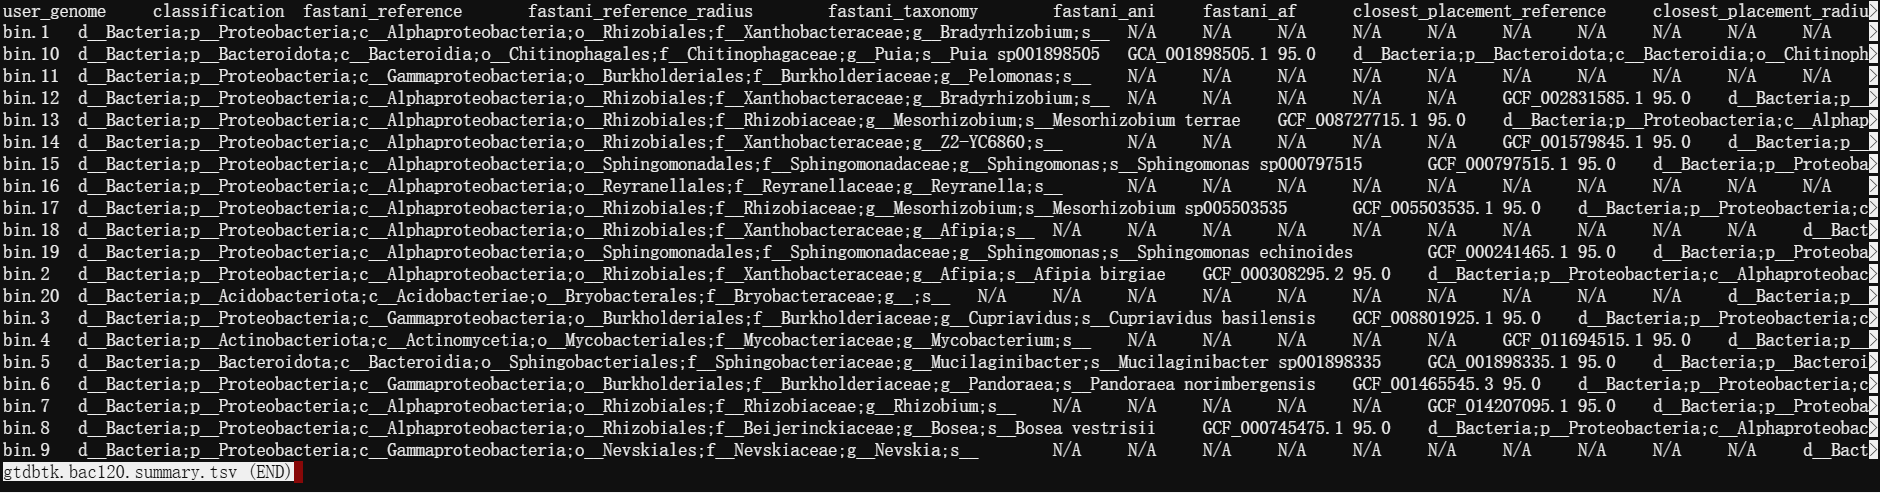 user_genome classification fastani_reference fastani_reference_radius fastani_taxonomy fastani_ani fastani_af closest_placement_reference closest_placement_radiu>
bin.1 d__Bacteria;p__Proteobacteria;c__Alphaproteobacteria;o__Rhizobiales;f__Xanthobacteraceae;g__Bradyrhizobium;s__ N/A N/A N/A N/A N/A N/A N/A N/A N/A N/A >
bin.10 d__Bacteria;p__Bacteroidota;c__Bacteroidia;o__Chitinophagales;f__Chitinophagaceae;g__Puia;s__Puia sp001898505 GCA_001898505.1 95.0 d__Bacteria;p__Bacteroidota;c__Bacteroidia;o__Chitinoph>
bin.11 d__Bacteria;p__Proteobacteria;c__Gammaproteobacteria;o__Burkholderiales;f__Burkholderiaceae;g__Pelomonas;s__ N/A N/A N/A N/A N/A N/A N/A N/A N/A N/A >
bin.12 d__Bacteria;p__Proteobacteria;c__Alphaproteobacteria;o__Rhizobiales;f__Xanthobacteraceae;g__Bradyrhizobium;s__ N/A N/A N/A N/A N/A GCF_002831585.1 95.0 d__Bacteria;p__>
bin.13 d__Bacteria;p__Proteobacteria;c__Alphaproteobacteria;o__Rhizobiales;f__Rhizobiaceae;g__Mesorhizobium;s__Mesorhizobium terrae GCF_008727715.1 95.0 d__Bacteria;p__Proteobacteria;c__Alphap>
bin.14 d__Bacteria;p__Proteobacteria;c__Alphaproteobacteria;o__Rhizobiales;f__Xanthobacteraceae;g__Z2-YC6860;s__ N/A N/A N/A N/A N/A GCF_001579845.1 95.0 d__Bacteria;p__>
bin.15 d__Bacteria;p__Proteobacteria;c__Alphaproteobacteria;o__Sphingomonadales;f__Sphingomonadaceae;g__Sphingomonas;s__Sphingomonas sp000797515 GCF_000797515.1 95.0 d__Bacteria;p__Proteoba>
bin.16 d__Bacteria;p__Proteobacteria;c__Alphaproteobacteria;o__Reyranellales;f__Reyranellaceae;g__Reyranella;s__ N/A N/A N/A N/A N/A N/A N/A N/A N/A N/A >
bin.17 d__Bacteria;p__Proteobacteria;c__Alphaproteobacteria;o__Rhizobiales;f__Rhizobiaceae;g__Mesorhizobium;s__Mesorhizobium sp005503535 GCF_005503535.1 95.0 d__Bacteria;p__Proteobacteria;c>
bin.18 d__Bacteria;p__Proteobacteria;c__Alphaproteobacteria;o__Rhizobiales;f__Xanthobacteraceae;g__Afipia;s__ N/A N/A N/A N/A N/A N/A N/A N/A N/A N/A d__Bact>
bin.19 d__Bacteria;p__Proteobacteria;c__Alphaproteobacteria;o__Sphingomonadales;f__Sphingomonadaceae;g__Sphingomonas;s__Sphingomonas echinoides GCF_000241465.1 95.0 d__Bacteria;p__Proteoba>
bin.2 d__Bacteria;p__Proteobacteria;c__Alphaproteobacteria;o__Rhizobiales;f__Xanthobacteraceae;g__Afipia;s__Afipia birgiae GCF_000308295.2 95.0 d__Bacteria;p__Proteobacteria;c__Alphaproteobac>
bin.20 d__Bacteria;p__Acidobacteriota;c__Acidobacteriae;o__Bryobacterales;f__Bryobacteraceae;g__;s__ N/A N/A N/A N/A N/A N/A N/A N/A N/A N/A d__Bacteria;p__>
bin.3 d__Bacteria;p__Proteobacteria;c__Gammaproteobacteria;o__Burkholderiales;f__Burkholderiaceae;g__Cupriavidus;s__Cupriavidus basilensis GCF_008801925.1 95.0 d__Bacteria;p__Proteobacteria;c>
bin.4 d__Bacteria;p__Actinobacteriota;c__Actinomycetia;o__Mycobacteriales;f__Mycobacteriaceae;g__Mycobacterium;s__ N/A N/A N/A N/A N/A GCF_011694515.1 95.0 d__Bacteria;p__>
bin.5 d__Bacteria;p__Bacteroidota;c__Bacteroidia;o__Sphingobacteriales;f__Sphingobacteriaceae;g__Mucilaginibacter;s__Mucilaginibacter sp001898335 GCA_001898335.1 95.0 d__Bacteria;p__Bacteroi>
bin.6 d__Bacteria;p__Proteobacteria;c__Gammaproteobacteria;o__Burkholderiales;f__Burkholderiaceae;g__Pandoraea;s__Pandoraea norimbergensis GCF_001465545.3 95.0 d__Bacteria;p__Proteobacteria;c>
bin.7 d__Bacteria;p__Proteobacteria;c__Alphaproteobacteria;o__Rhizobiales;f__Rhizobiaceae;g__Rhizobium;s__ N/A N/A N/A N/A N/A GCF_014207095.1 95.0 d__Bacteria;p__Proteoba>
bin.8 d__Bacteria;p__Proteobacteria;c__Alphaproteobacteria;o__Rhizobiales;f__Beijerinckiaceae;g__Bosea;s__Bosea vestrisii GCF_000745475.1 95.0 d__Bacteria;p__Proteobacteria;c__Alphaproteobac>
bin.9 d__Bacteria;p__Proteobacteria;c__Gammaproteobacteria;o__Nevskiales;f__Nevskiaceae;g__Nevskia;s__ N/A N/A N/A N/A N/A N/A N/A N/A N/A N/A d__Bact>
gtdbtk.bac120.summary.tsv (END)